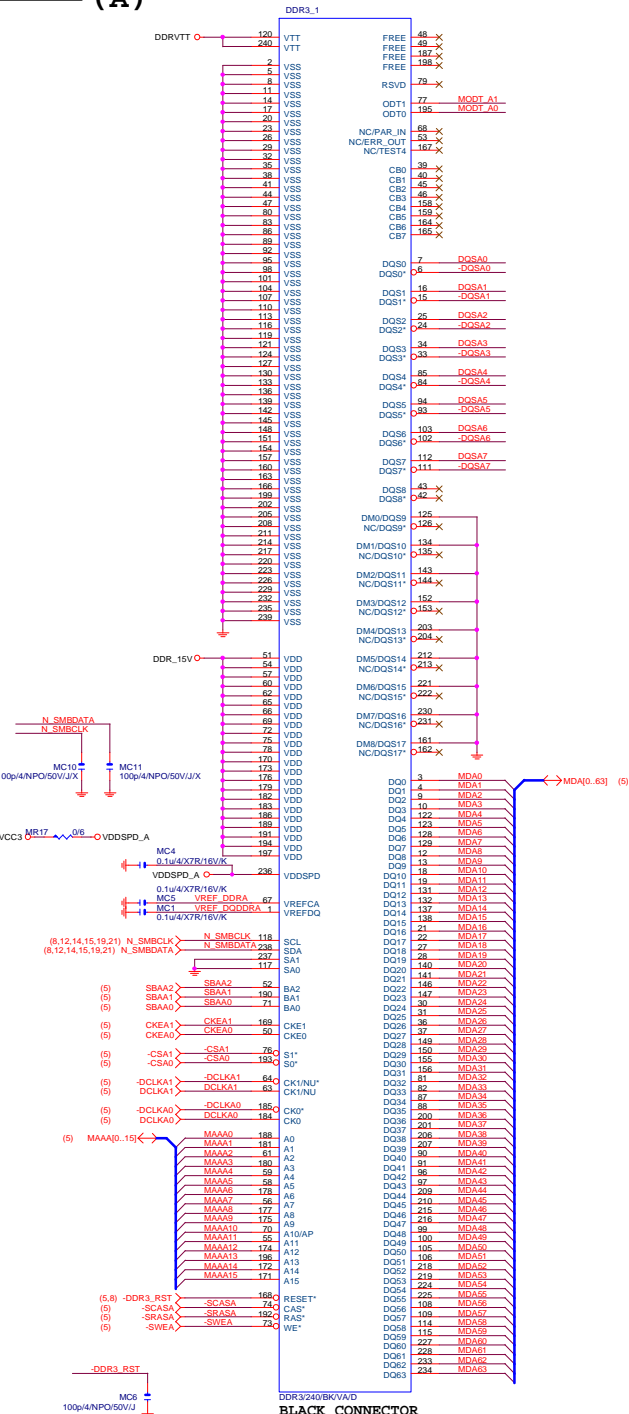 (A)
DDR3_1
DDRVTT 120 VTT
240 VTT
2 VSS
5 VSS
8 VSS
11 VSS
14 VSS
17 VSS
20 VSS
23 VSS
26 VSS
29 VSS
32 VSS
35 VSS
38 VSS
41 VSS
44 VSS
47 VSS
80 VSS
83 VSS
86 VSS
89 VSS
92 VSS
95 VSS
98 VSS
101 VSS
104 VSS
107 VSS
110 VSS
113 VSS
116 VSS
119 VSS
121 VSS
124 VSS
127 VSS
130 VSS
133 VSS
136 VSS
139 VSS
142 VSS
145 VSS
148 VSS
151 VSS
154 VSS
157 VSS
160 VSS
163 VSS
166 VSS
199 VSS
202 VSS
205 VSS
208 VSS
211 VSS
214 VSS
217 VSS
220 VSS
223 VSS
226 VSS
229 VSS
232 VSS
235 VSS
239 VSS
DDR_15V 51 VDD
54 VDD
57 VDD
60 VDD
62 VDD
65 VDD
66 VDD
69 VDD
72 VDD
75 VDD
78 VDD
170 VDD
173 VDD
176 VDD
179 VDD
182 VDD
183 VDD
186 VDD
189 VDD
191 VDD
194 VDD
197 VDD
N_SMBDATA
N_SMBCLK
MC10
00p/4/NPO/50V/J/X
MC11
100p/4/NPO/50V/J/X
VCC3 MR17 0/6 VDDSPD_A
MC4
0.1u/4/X7R/16V/K
VDDSPD_A 236 VDDSPD
0.1u/4/X7R/16V/K
MC5 VREF_DDRA 67 VREFCA
MC1 VREF_DQDDRA 1 VREFDQ
0.1u/4/X7R/16V/K
(8,12,14,15,19,21) N_SMBCLK N_SMBCLK 118 SCL
(8,12,14,15,19,21) N_SMBDATA N_SMBDATA 238 SDA
237 SA1
117 SA0
(5) SBAA2 SBAA2 52 BA2
(5) SBAA1 SBAA1 190 BA1
(5) SBAA0 SBAA0 71 BA0
(5) CKEA1 CKEA1 169 CKE1
(5) CKEA0 CKEA0 50 CKE0
(5) -CSA1 -CSA1 76 S1*
(5) -CSA0 -CSA0 193 S0*
(5) -DCLKA1 -DCLKA1 64 CK1/NU*
(5) DCLKA1 DCLKA1 63 CK1/NU
(5) -DCLKA0 -DCLKA0 185 CK0*
(5) DCLKA0 DCLKA0 184 CK0
(5) MAAA[0..15] MAAA0 188 A0
MAAA1 181 A1
MAAA2 61 A2
MAAA3 180 A3
MAAA4 59 A4
MAAA5 58 A5
MAAA6 178 A6
MAAA7 56 A7
MAAA8 177 A8
MAAA9 175 A9
MAAA10 70 A10/AP
MAAA11 55 A11
MAAA12 174 A12
MAAA13 196 A13
MAAA14 172 A14
MAAA15 171 A15
(5,8) -DDR3_RST 168 RESET*
(5) -SCASA -SCASA 74 CAS*
(5) -SRASA -SRASA 192 RAS*
(5) -SWEA -SWEA 73 WE*
-DDR3_RST
MC6
100p/4/NPO/50V/J
FREE 48
FREE 49
FREE 187
FREE 198
RSVD 79
ODT1 77 MODT_A1
ODT0 195 MODT_A0
NC/PAR_IN 68
NC/ERR_OUT 53
NC/TEST4 167
CB0 39
CB1 40
CB2 45
CB3 46
CB4 158
CB5 159
CB6 164
CB7 165
DQS0 7 DQSA0
DQS0* 6 -DQSA0
DQS1 16 DQSA1
DQS1* 15 -DQSA1
DQS2 25 DQSA2
DQS2* 24 -DQSA2
DQS3 34 DQSA3
DQS3* 33 -DQSA3
DQS4 85 DQSA4
DQS4* 84 -DQSA4
DQS5 94 DQSA5
DQS5* 93 -DQSA5
DQS6 103 DQSA6
DQS6* 102 -DQSA6
DQS7 112 DQSA7
DQS7* 111 -DQSA7
DQS8 43
DQS8* 42
DM0/DQS9 125
NC/DQS9* 126
DM1/DQS10 134
NC/DQS10* 135
DM2/DQS11 143
NC/DQS11* 144
DM3/DQS12 152
NC/DQS12* 153
DM4/DQS13 203
NC/DQS13* 204
DM5/DQS14 212
NC/DQS14* 213
DM6/DQS15 221
NC/DQS15* 222
DM7/DQS16 230
NC/DQS16* 231
DM8/DQS17 161
NC/DQS17* 162
DQ0 3 MDA0 MDA[0..63] (5)
DQ1 4 MDA1
DQ2 9 MDA2
DQ3 10 MDA3
DQ4 122 MDA4
DQ5 123 MDA5
DQ6 128 MDA6
DQ7 129 MDA7
DQ8 12 MDA8
DQ9 13 MDA9
DQ10 18 MDA10
DQ11 19 MDA11
DQ12 131 MDA12
DQ13 132 MDA13
DQ14 137 MDA14
DQ15 138 MDA15
DQ16 21 MDA16
DQ17 22 MDA17
DQ18 27 MDA18
DQ19 28 MDA19
DQ20 140 MDA20
DQ21 141 MDA21
DQ22 146 MDA22
DQ23 147 MDA23
DQ24 30 MDA24
DQ25 31 MDA25
DQ26 36 MDA26
DQ27 37 MDA27
DQ28 149 MDA28
DQ29 150 MDA29
DQ30 155 MDA30
DQ31 156 MDA31
DQ32 81 MDA32
DQ33 82 MDA33
DQ34 87 MDA34
DQ35 88 MDA35
DQ36 200 MDA36
DQ37 201 MDA37
DQ38 206 MDA38
DQ39 207 MDA39
DQ40 90 MDA40
DQ41 91 MDA41
DQ42 96 MDA42
DQ43 97 MDA43
DQ44 209 MDA44
DQ45 210 MDA45
DQ46 215 MDA46
DQ47 216 MDA47
DQ48 99 MDA48
DQ49 100 MDA49
DQ50 105 MDA50
DQ51 106 MDA51
DQ52 218 MDA52
DQ53 219 MDA53
DQ54 224 MDA54
DQ55 225 MDA55
DQ56 108 MDA56
DQ57 109 MDA57
DQ58 114 MDA58
DQ59 115 MDA59
DQ60 227 MDA60
DQ61 228 MDA61
DQ62 233 MDA62
DQ63 234 MDA63
DDR3/240/BK/VA/D
BLACK CONNECTOR